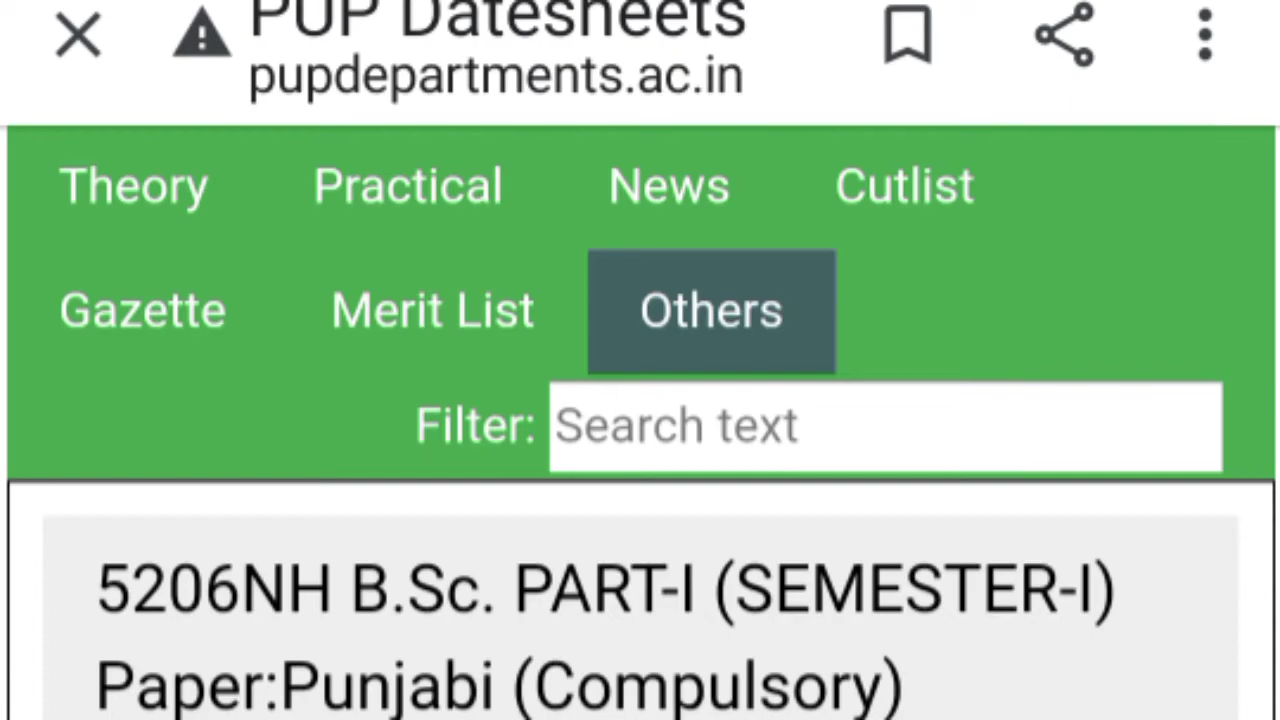 PUP Datesheets
pupdepartments.ac.in
Theory Practical News Cutlist
Gazette Merit List Others
Filter: Search text
5206NH B.Sc. PART-I (SEMESTER-I)
Paper:Punjabi (Compulsory)